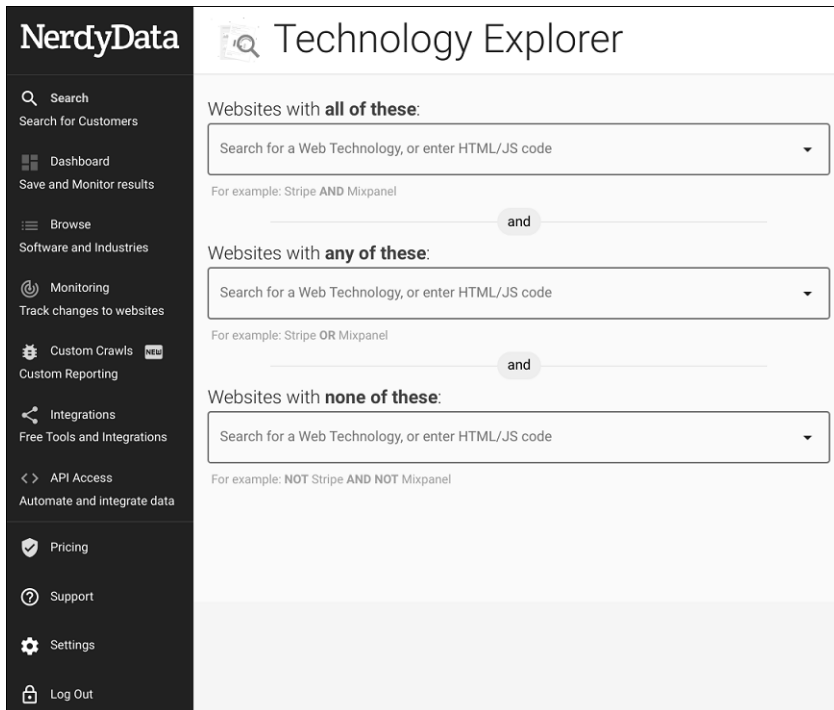 NerdyData
Technology Explorer
Search
Search for Customers
Dashboard
Save and Monitor results
Browse
Software and Industries
Monitoring
Track changes to websites
Custom Crawls NEW
Custom Reporting
Integrations
Free Tools and Integrations
API Access
Automate and integrate data
Pricing
Support
Settings
Log Out
Websites with all of these:
Search for a Web Technology, or enter HTML/JS code
For example: Stripe AND Mixpanel
and
Websites with any of these:
Search for a Web Technology, or enter HTML/JS code
For example: Stripe OR Mixpanel
and
Websites with none of these:
Search for a Web Technology, or enter HTML/JS code
For example: NOT Stripe AND NOT Mixpanel